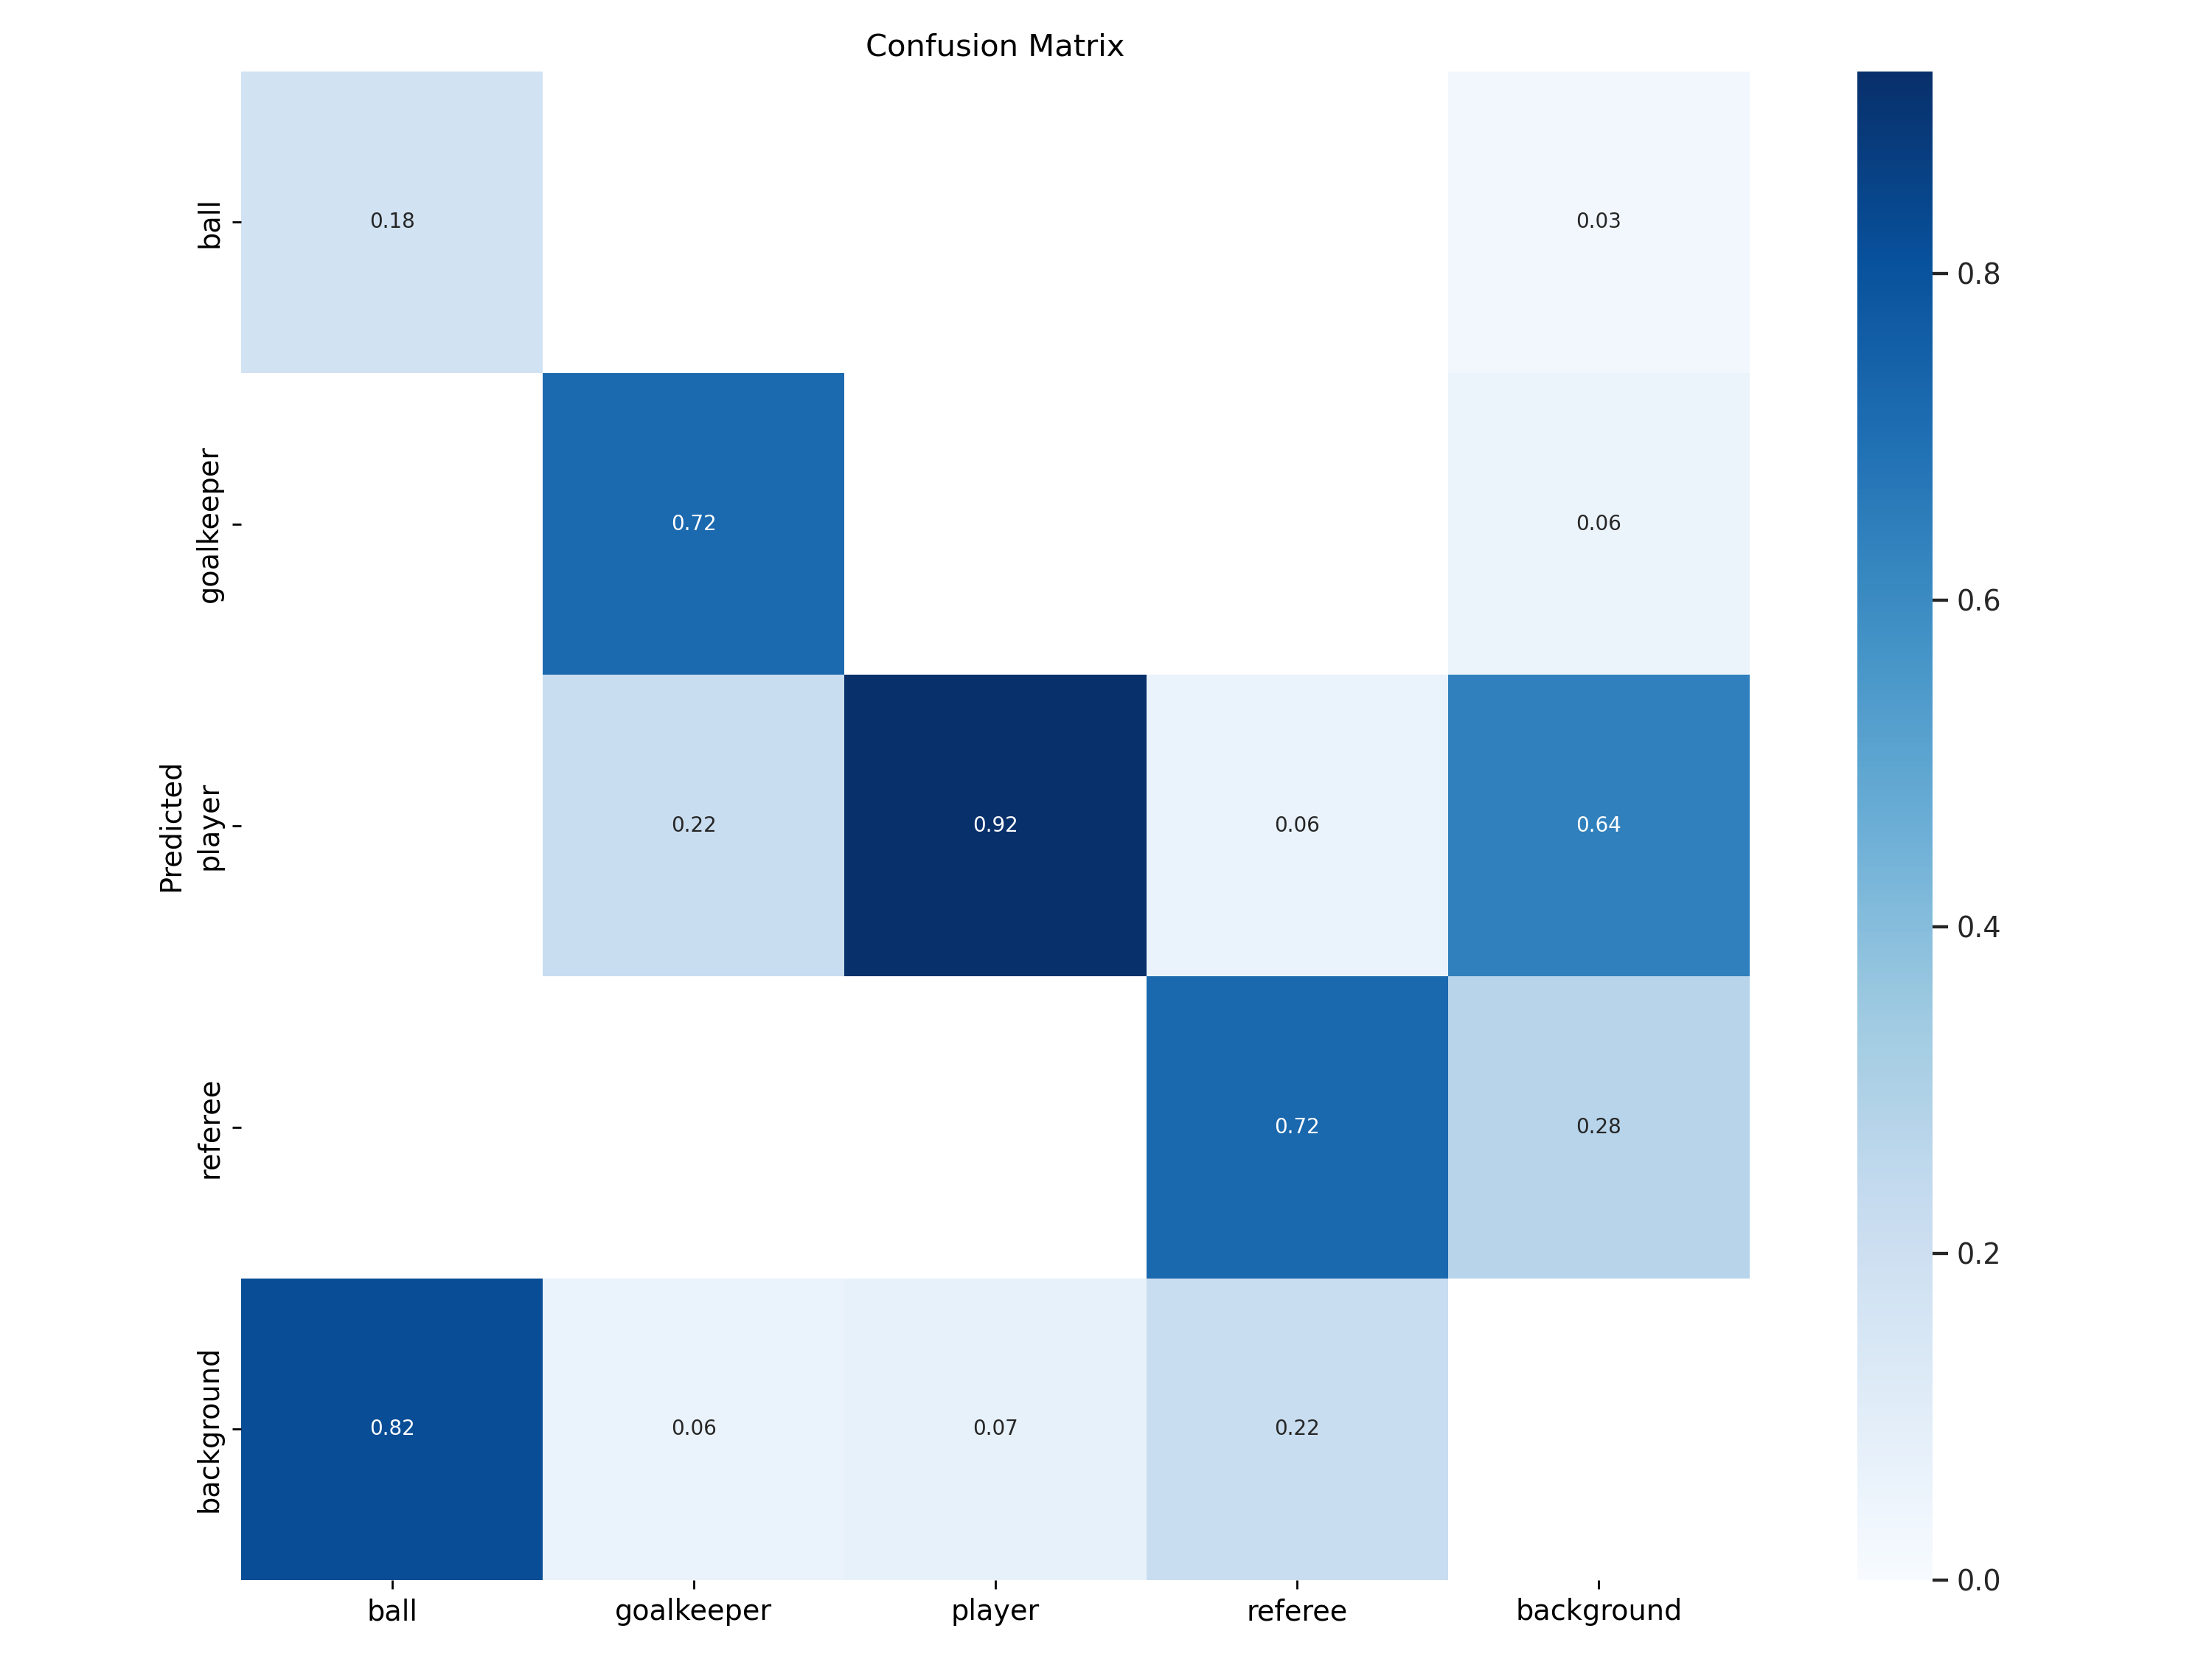 Confusion Matrix
ball
0.18
0.03
0.8
goalkeeper
0.72
0.06
0.6
Predicted
player
0.22
0.92
0.06
0.64
0.4
referee
0.72
0.28
0.2
background
0.82
0.06
0.07
0.22
0.0
ball goalkeeper player referee background